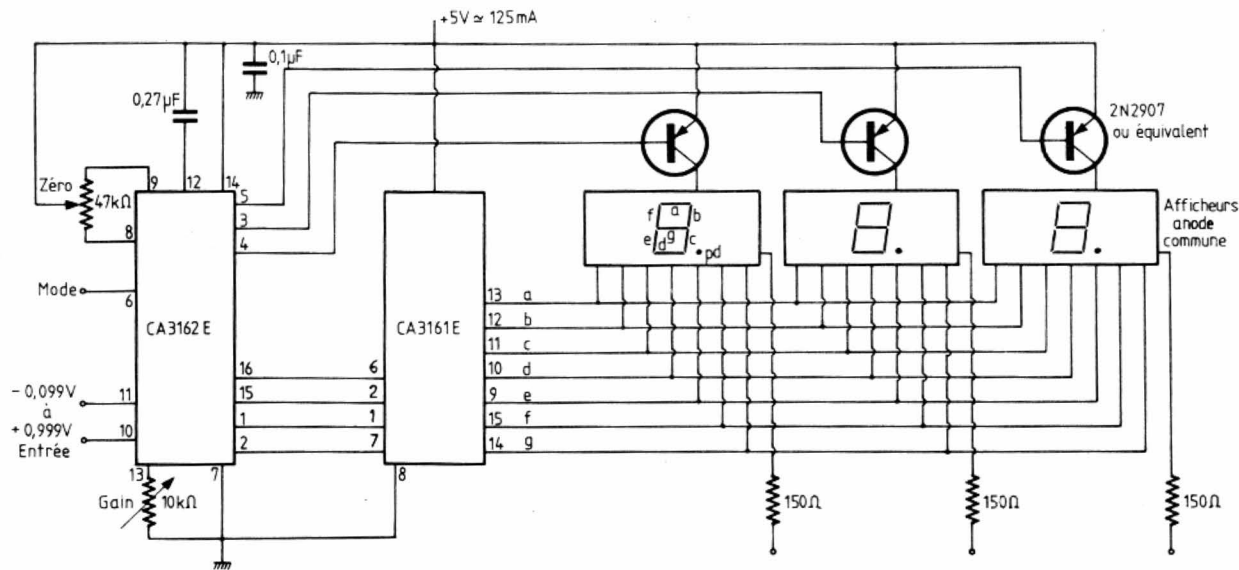 +5V ≃ 125mA
0,1µF
0,27µF
2N2907
ou équivalent
Zéro
47kΩ
9
12
14
5
3
4
8
Mode
6
CA3162E
CA3161E
f
a
b
e
d
g
c
pd
Afficheurs
anode
commune
13
a
12
b
11
c
10
d
9
e
15
f
14
g
16
6
15
2
1
1
2
7
- 0,099V
à
+ 0,999V
Entrée
11
10
13
7
8
Gain
10kΩ
150Ω
150Ω
150Ω